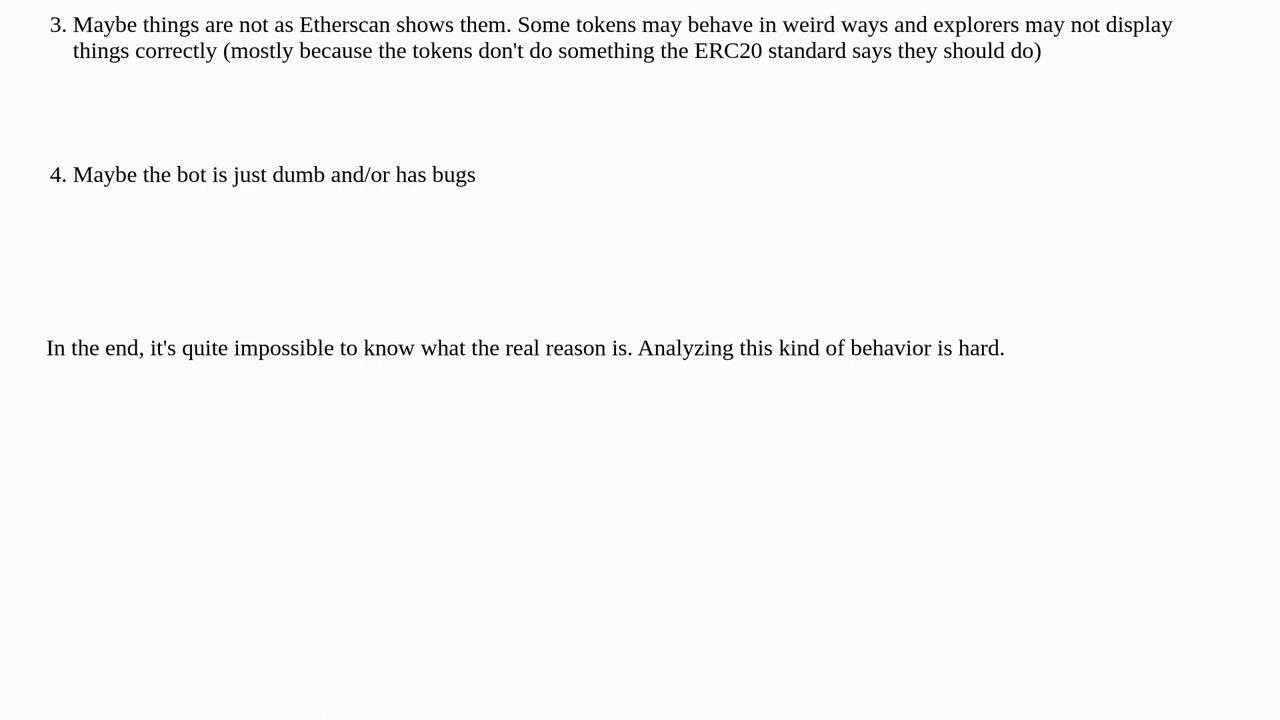 3. Maybe things are not as Etherscan shows them. Some tokens may behave in weird ways and explorers may not display
things correctly (mostly because the tokens don't do something the ERC20 standard says they should do)
4. Maybe the bot is just dumb and/or has bugs
In the end, it's quite impossible to know what the real reason is. Analyzing this kind of behavior is hard.